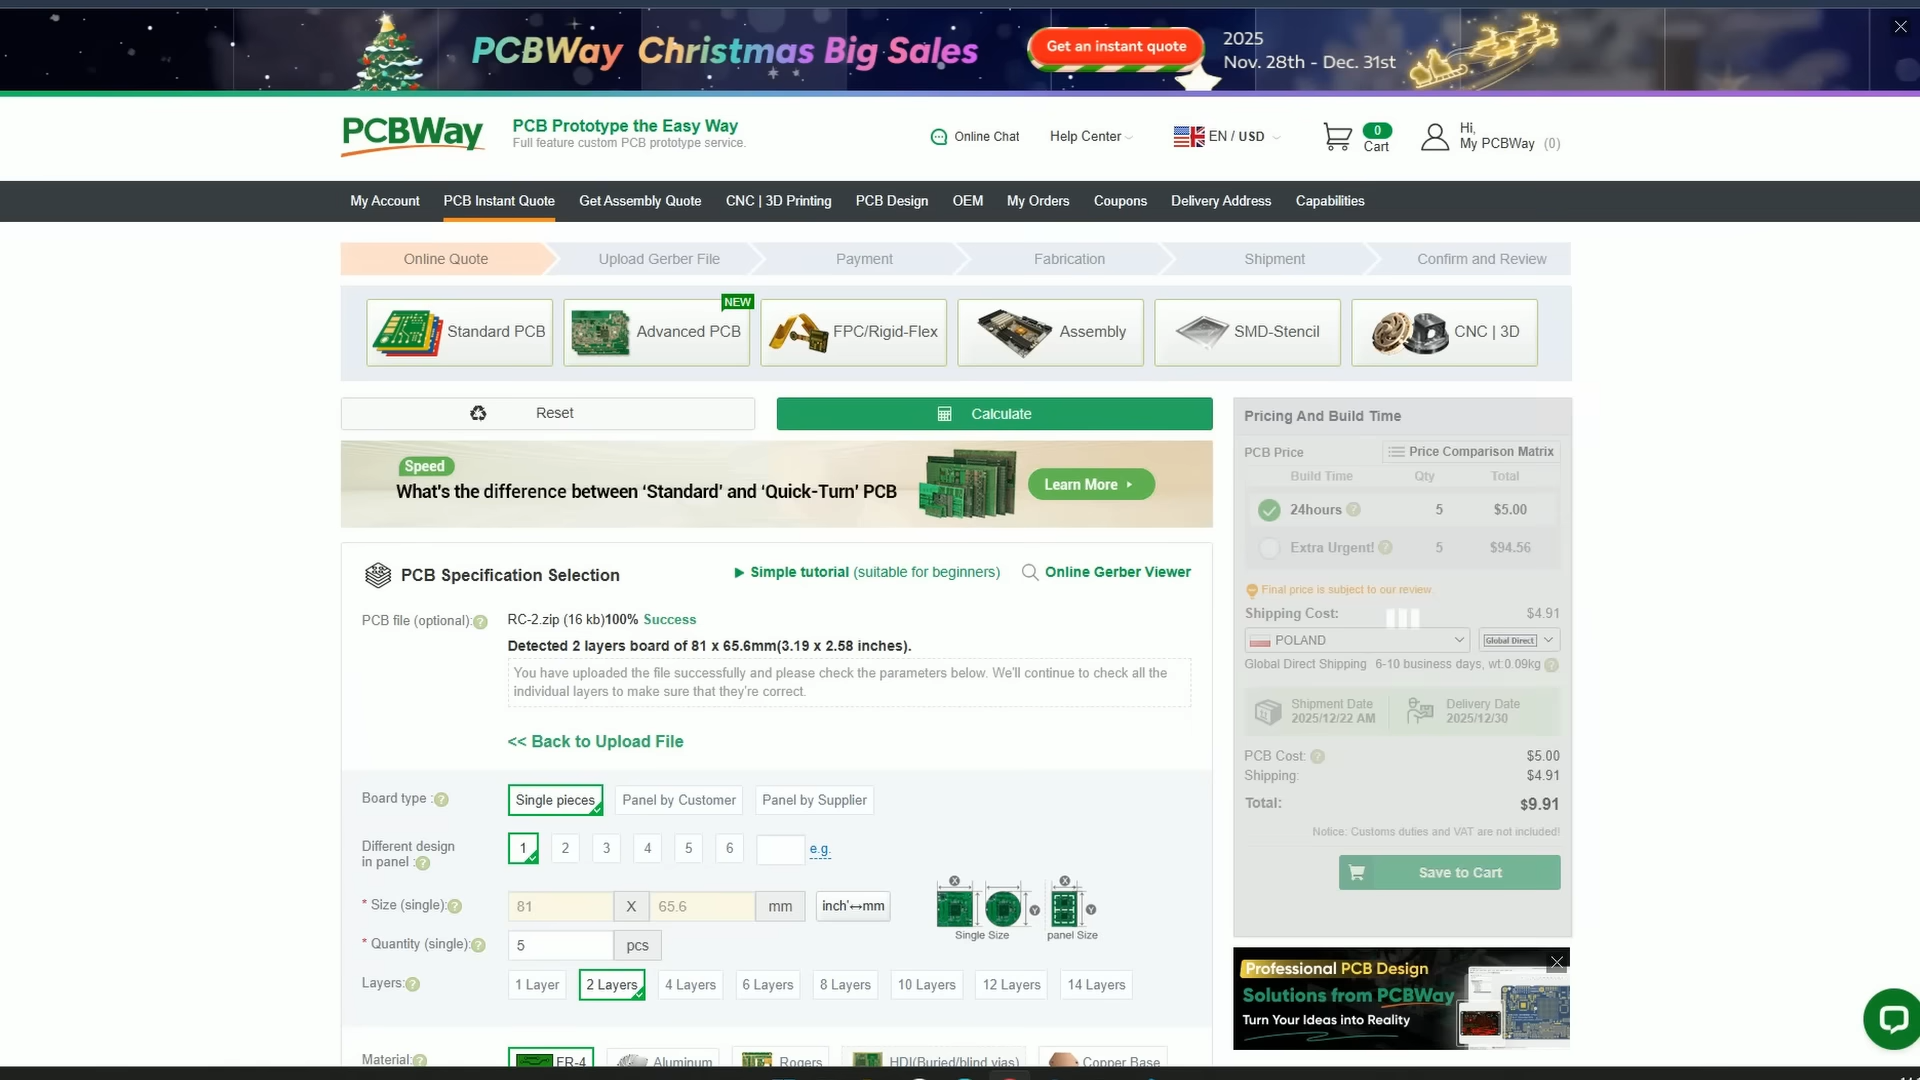 PCBWay Christmas Big Sales
Get an instant quote
2025
Nov. 28th - Dec. 31st
PCBWay
PCB Prototype the Easy Way
Full feature custom PCB prototype service.
Online Chat
Help Center
EN / USD
0
Cart
Hi,
My PCBWay (0)
My Account
PCB Instant Quote
Get Assembly Quote
CNC | 3D Printing
PCB Design
OEM
My Orders
Coupons
Delivery Address
Capabilities
Online Quote
Upload Gerber File
Payment
Fabrication
Shipment
Confirm and Review
Standard PCB
NEW
Advanced PCB
FPC/Rigid-Flex
Assembly
SMD-Stencil
CNC | 3D
Reset
Calculate
Speed
What's the difference between ‘Standard’ and ‘Quick-Turn’ PCB
Learn More
PCB Specification Selection
Simple tutorial (suitable for beginners)
Online Gerber Viewer
PCB file (optional):
RC-2.zip (16 kb)100% Success
Detected 2 layers board of 81 x 65.6mm(3.19 x 2.58 inches).
You have uploaded the file successfully and please check the parameters below. We'll continue to check all the
individual layers to make sure that they're correct.
<< Back to Upload File
Board type :
Single pieces
Panel by Customer
Panel by Supplier
Different design
in panel :
1
2
3
4
5
6
e.g.
* Size (single):
81
X
65.6
mm
inch↔mm
X
Y
Single Size
X
Y
panel Size
* Quantity (single):
5
pcs
Layers:
1 Layer
2 Layers
4 Layers
6 Layers
8 Layers
10 Layers
12 Layers
14 Layers
Material:
FR-4
Aluminum
Rogers
HDI(Buried/blind vias)
Copper Base
Pricing And Build Time
PCB Price
Price Comparison Matrix
Build Time
Qty
Total
24hours
5
$5.00
Extra Urgent!
5
$94.56
Final price is subject to our review
Shipping Cost:
$4.91
POLAND
Global Direct
Global Direct Shipping 6-10 business days, wt:0.09kg
Shipment Date
2025/12/22 AM
Delivery Date
2025/12/30
PCB Cost:
$5.00
Shipping:
$4.91
Total:
$9.91
Notice: Customs duties and VAT are not included!
Save to Cart
Professional PCB Design
Solutions from PCBWay
Turn Your Ideas into Reality